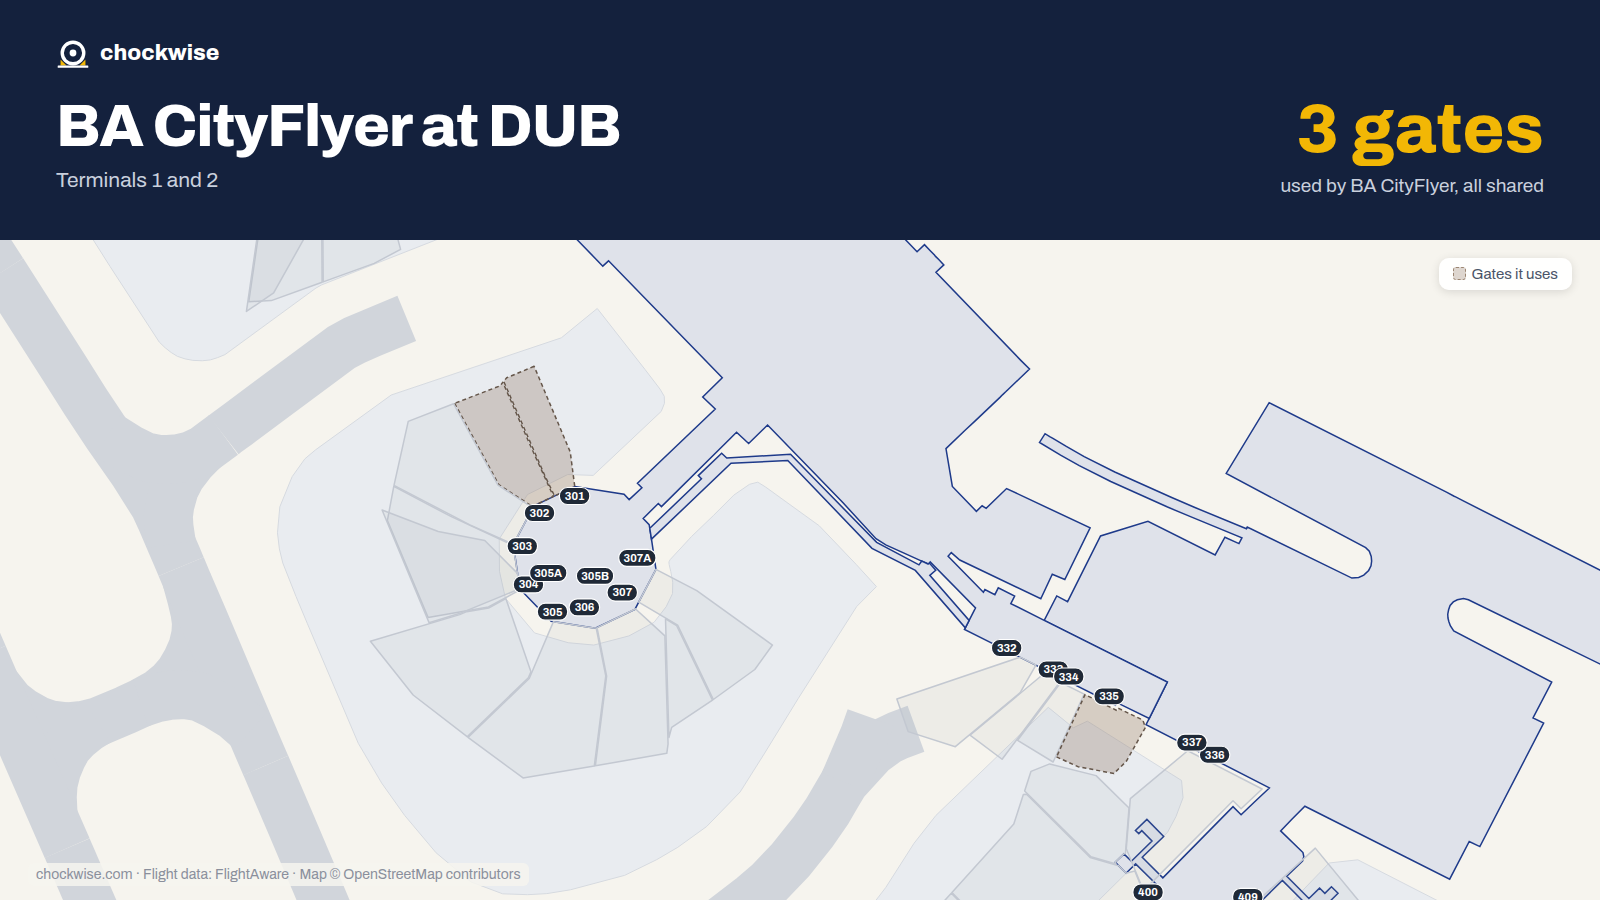 chockwise
BA CityFlyer at DUB
Terminals 1 and 2
3 gates
used by BA CityFlyer, all shared
Gates it uses
301
302
303
305A
305B
307A
304
307
305
306
332
333
334
335
337
336
400
409
chockwise.com · Flight data: FlightAware · Map © OpenStreetMap contributors